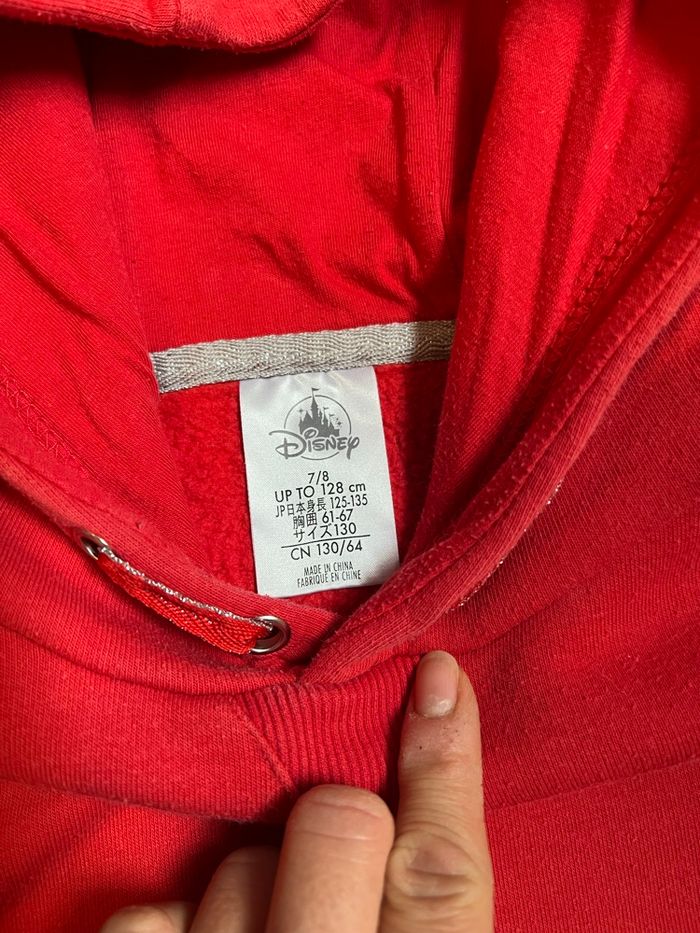 DISNEY
7/8
UP TO 128 cm
JP日本身長 125-135
胸囲 61-67
サイズ130
CN 130/64
MADE IN CHINA
FABRIQUÉ EN CHINE